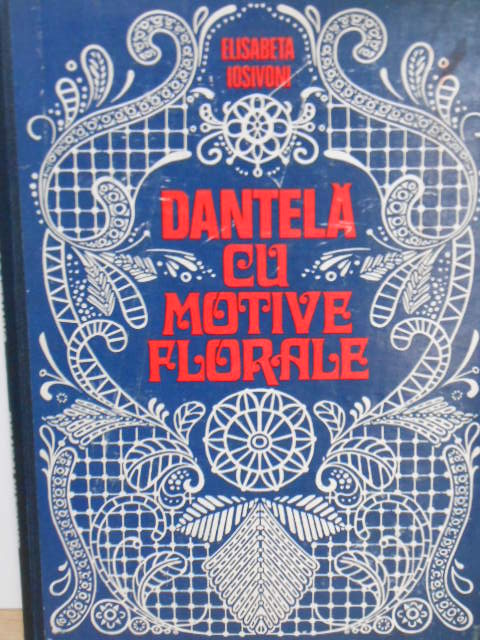 ELISABETA
IOSIVONI
DANTELĂ
CU
MOTIVE
FLORALE